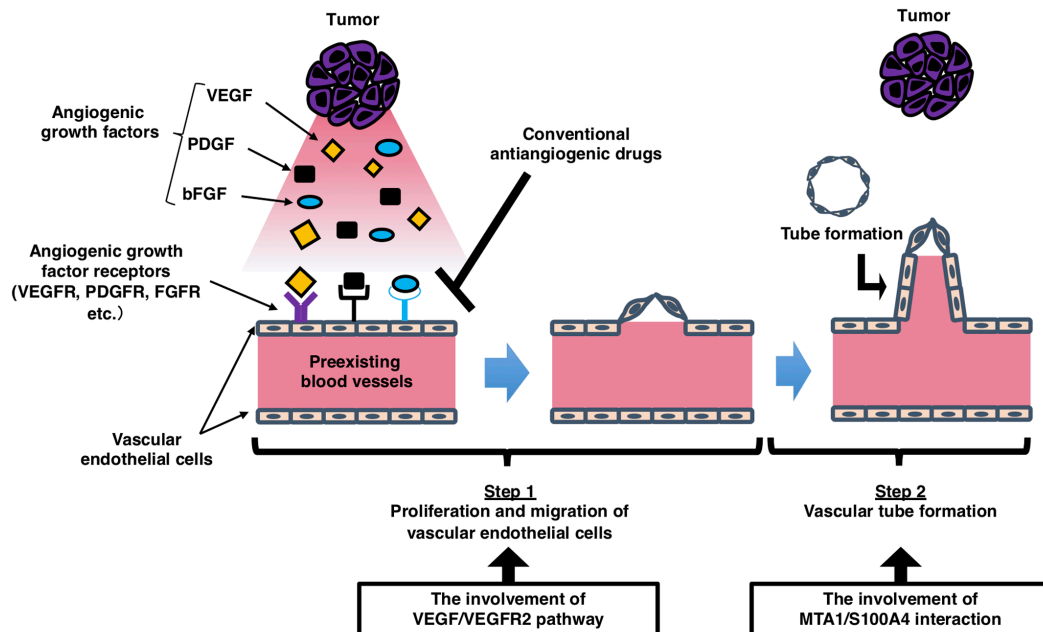 Tumor
VEGF
Angiogenic
growth factors
PDGF
bFGF
Conventional
antiangiogenic drugs
Angiogenic growth
factor receptors
(VEGFR, PDGFR, FGFR
etc.)
Preexisting
blood vessels
Vascular
endothelial cells
Tumor
Tube formation
Step 1
Proliferation and migration of
vascular endothelial cells
The involvement of
VEGF/VEGFR2 pathway
Step 2
Vascular tube formation
The involvement of
MTA1/S100A4 interaction